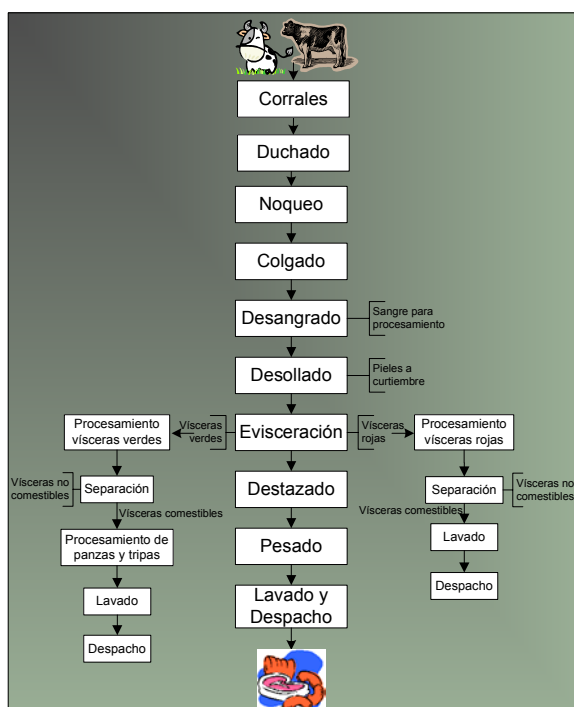 Corrales
Duchado
Noqueo
Colgado
Desangrado
Sangre para
procesamiento
Desollado
Pieles a
curtiembre
Evisceración
Vísceras
verdes
Procesamiento
vísceras verdes
Vísceras no
comestibles
Separación
Vísceras comestibles
Procesamiento de
panzas y tripas
Lavado
Despacho
Vísceras
rojas
Procesamiento
vísceras rojas
Separación
Vísceras no
comestibles
Vísceras comestibles
Lavado
Despacho
Destazado
Pesado
Lavado y
Despacho